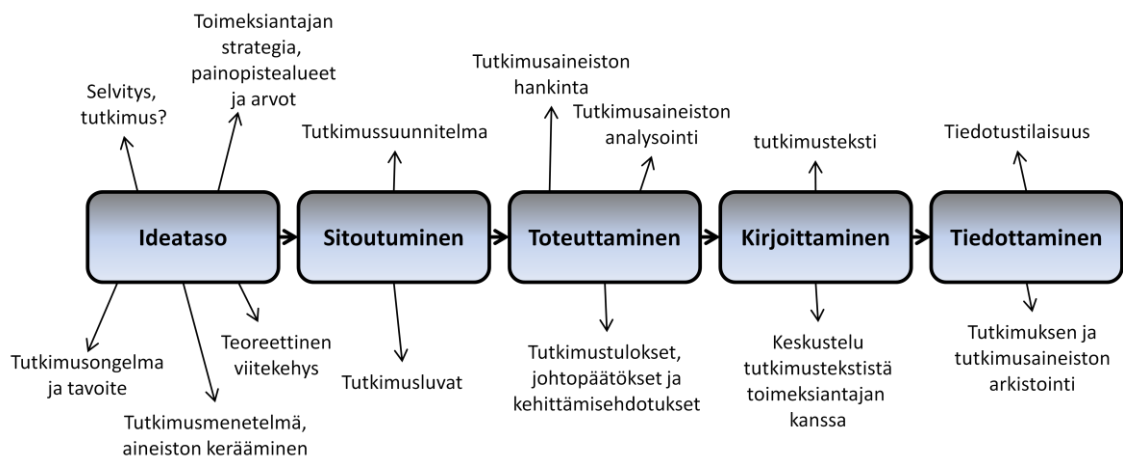 Toimeksiantajan
strategia,
painopistealueet
ja arvot
Selvitys,
tutkimus?
Tutkimussuunnitelma
Tutkimusaineiston
hankinta
Tutkimusaineiston
analysointi
tutkimusteksti
Tiedotustilaisuus
Ideataso
Sitoutuminen
Toteuttaminen
Kirjoittaminen
Tiedottaminen
Tutkimusongelma
ja tavoite
Tutkimusmenetelmä,
aineiston kerääminen
Teoreettinen
viitekehys
Tutkimusluvat
Tutkimustulokset,
johtopäätökset ja
kehittämisehdotukset
Keskustelu
tutkimustekstistä
toimeksiantajan
kanssa
Tutkimuksen ja
tutkimusaineiston
arkistointi